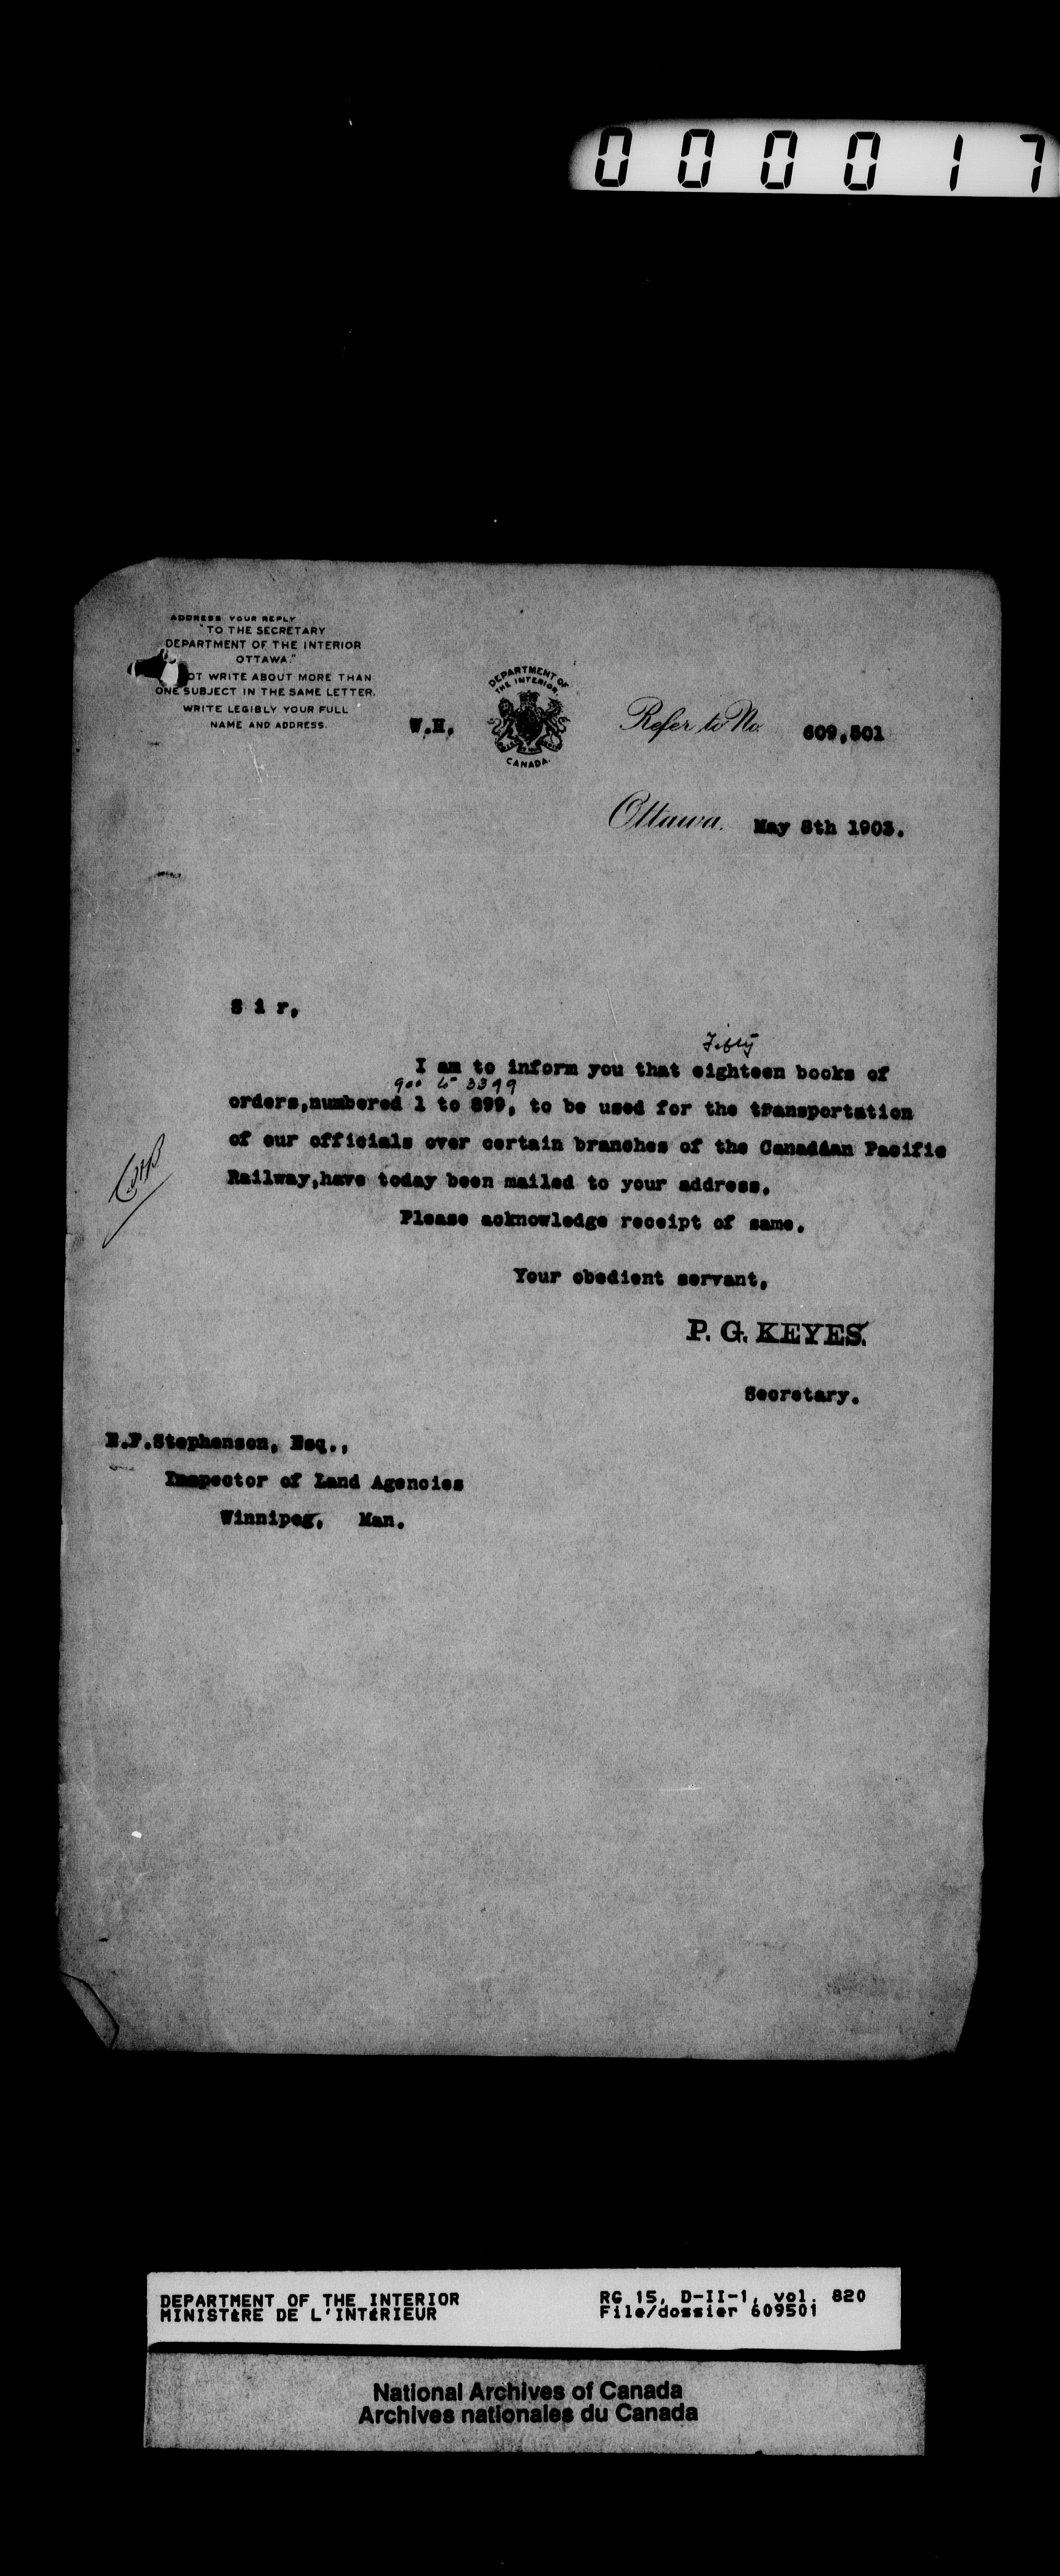 000017
ADDRESS YOUR REPLY
"TO THE SECRETARY
DEPARTMENT OF THE INTERIOR
OTTAWA."
OT WRITE ABOUT MORE THAN
ONE SUBJECT IN THE SAME LETTER.
WRITE LEGIBLY YOUR FULL
NAME AND ADDRESS.
DEPARTMENT OF
THE INTERIOR.
CANADA.
W.H.
Refer to No. 609,501
Ottawa. May 8th 1903.
S i r,
Fifty
I am to inform you that eighteen books of
900 to 3399
orders,numbered 1 to 899, to be used for the transportation
of our officials over certain branches of the Canadian Pacific
Railway,have today been mailed to your address.
Please acknowledge receipt of same.
Your obedient servant,
P. G. KEYES.
Secretary.
E.F.Stephenson, Esq.,
Inspector of Land Agencies
Winnipeg, Man.
DEPARTMENT OF THE INTERIOR
MINISTÈRE DE L'INTÉRIEUR
RG 15, D-II-1, vol. 820
File/dossier 609501
National Archives of Canada
Archives nationales du Canada